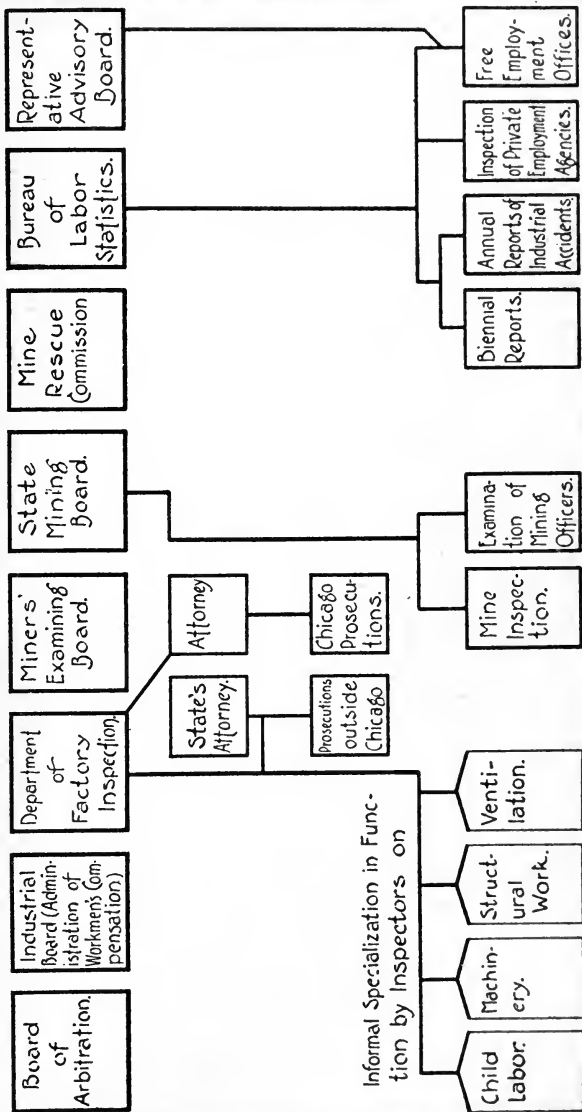 Board
of
Arbitration.
Industrial
Board (Admin-
istration of
Workmen's Com-
pensation)
Department
of
Factory
Inspection.
Miners'
Examining
Board.
State
Mining
Board.
Mine
Rescue
Commission
Bureau
of
Labor
Statistics.
Represent-
ative
Advisory
Board.
State's
Attorney.
Attorney
Prosecutions
outside
Chicago
Chicago
Prosecu-
tions.
Informal Specialization in Func-
tion by Inspectors on
Child
Labor.
Machin-
ery.
Struct-
ural
Work.
Venti-
lation.
Mine
Inspec-
tion.
Examina-
tion of
Mining
Officers.
Biennial
Reports.
Annual
Reports of
Industrial
Accidents
Inspection
of Private
Employment
Agencies.
Free
Employ-
ment
Offices.